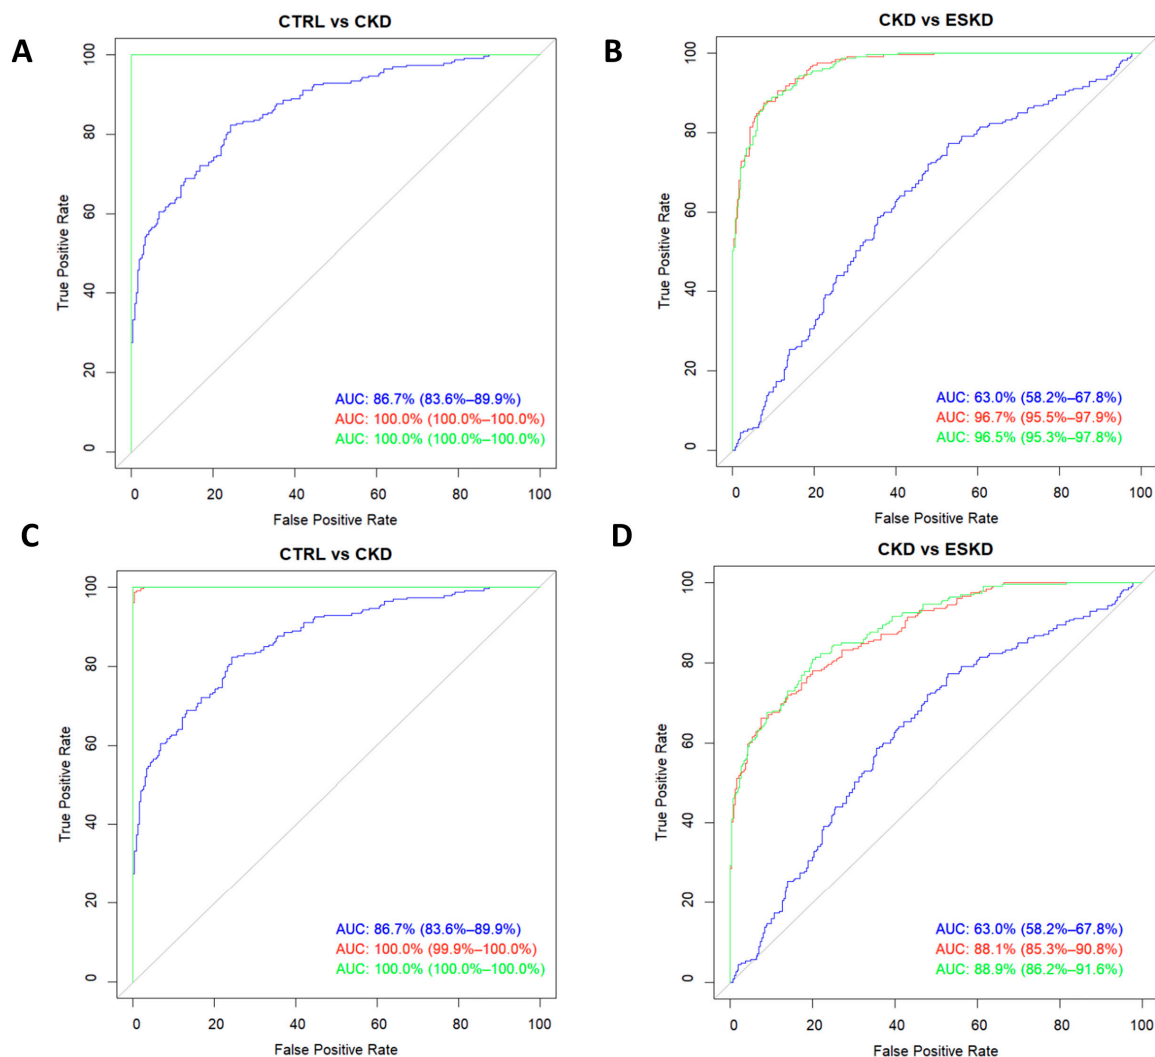 A
CTRL vs CKD
True Positive Rate
100
80
60
40
20
0
AUC: 86.7% (83.6%–89.9%)
AUC: 100.0% (100.0%–100.0%)
AUC: 100.0% (100.0%–100.0%)
0 20 40 60 80 100
False Positive Rate
B
CKD vs ESKD
True Positive Rate
100
80
60
40
20
0
AUC: 63.0% (58.2%–67.8%)
AUC: 96.7% (95.5%–97.9%)
AUC: 96.5% (95.3%–97.8%)
0 20 40 60 80 100
False Positive Rate
C
CTRL vs CKD
True Positive Rate
100
80
60
40
20
0
AUC: 86.7% (83.6%–89.9%)
AUC: 100.0% (99.9%–100.0%)
AUC: 100.0% (100.0%–100.0%)
0 20 40 60 80 100
False Positive Rate
D
CKD vs ESKD
True Positive Rate
100
80
60
40
20
0
AUC: 63.0% (58.2%–67.8%)
AUC: 88.1% (85.3%–90.8%)
AUC: 88.9% (86.2%–91.6%)
0 20 40 60 80 100
False Positive Rate